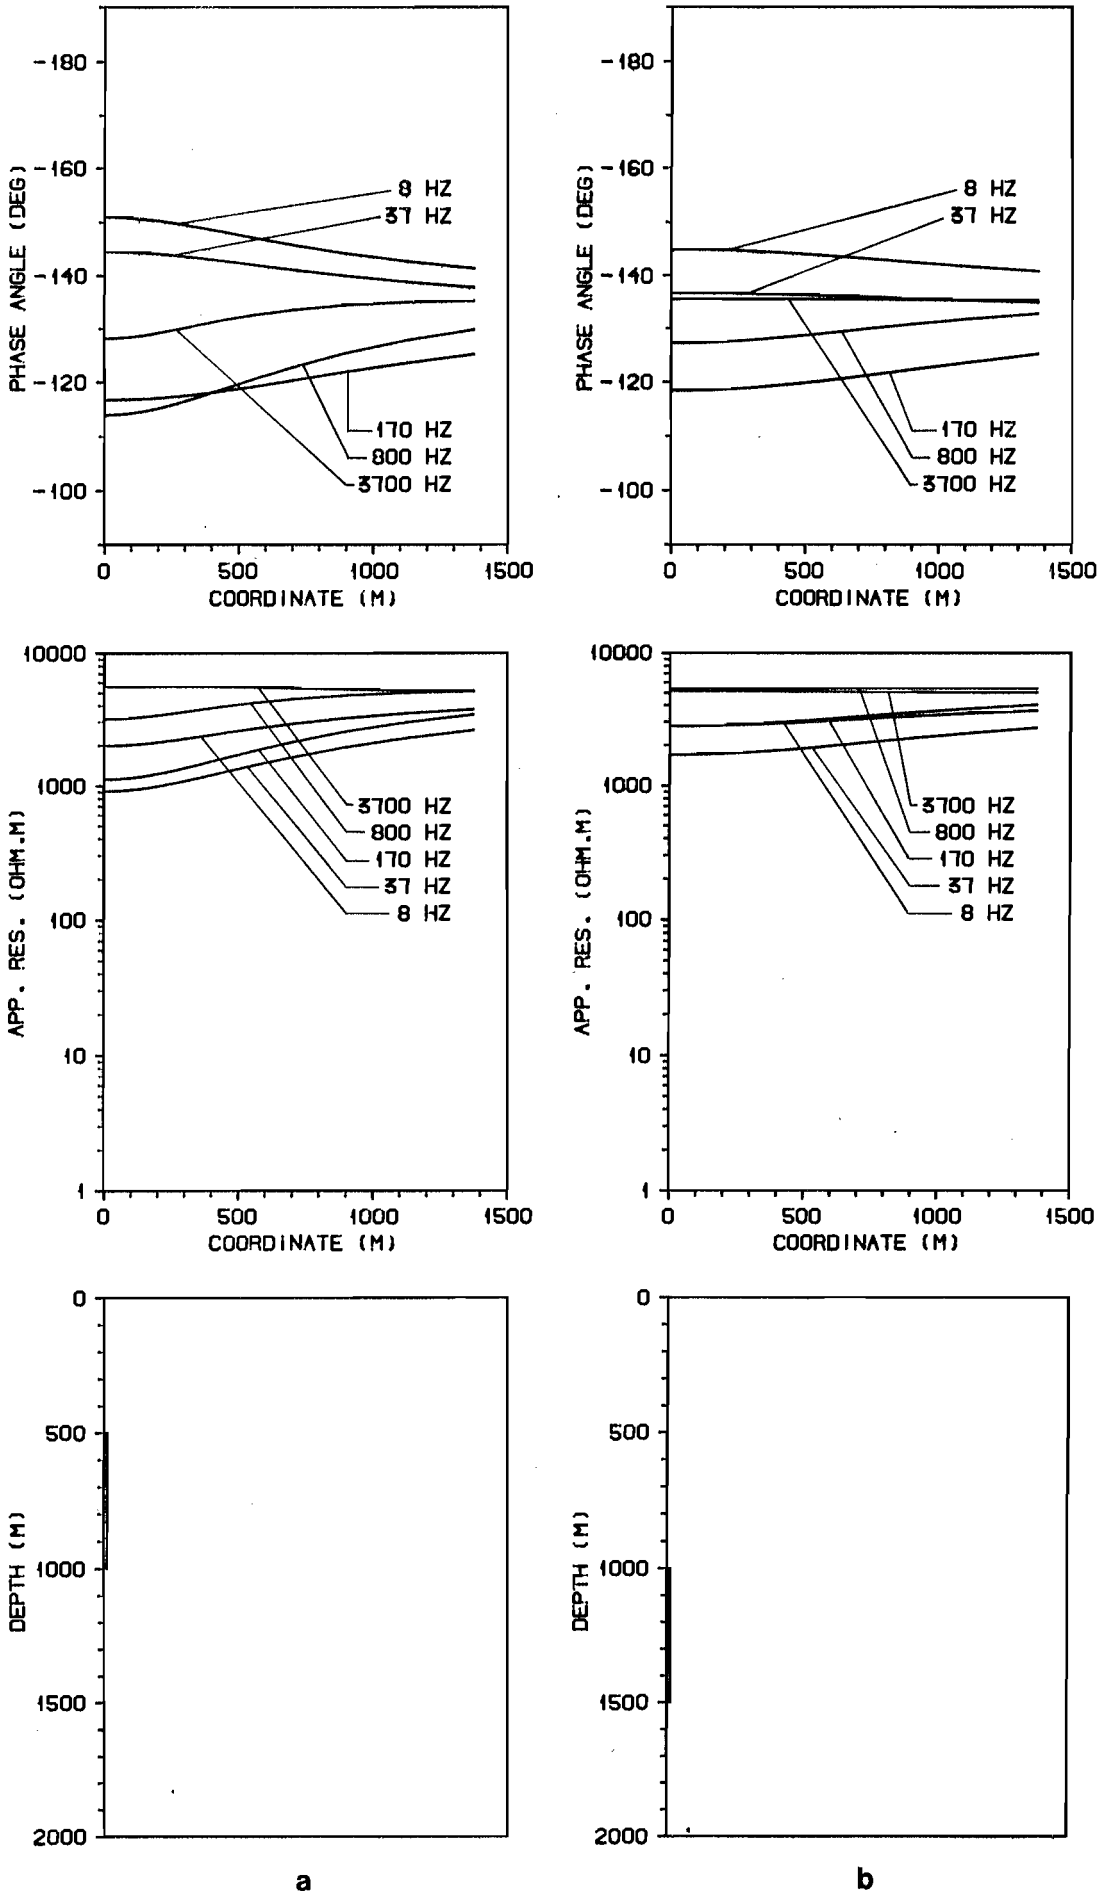 PHASE ANGLE (DEG)
-180
-160
-140
-120
-100
8 HZ
37 HZ
170 HZ
800 HZ
3700 HZ
0 500 1000 1500
COORDINATE (M)
PHASE ANGLE (DEG)
-180
-160
-140
-120
-100
8 HZ
37 HZ
170 HZ
800 HZ
3700 HZ
0 500 1000 1500
COORDINATE (M)
APP. RES. (OHM.M)
10000
1000
100
10
1
3700 HZ
800 HZ
170 HZ
37 HZ
8 HZ
0 500 1000 1500
COORDINATE (M)
APP. RES. (OHM.M)
10000
1000
100
10
1
3700 HZ
800 HZ
170 HZ
37 HZ
8 HZ
0 500 1000 1500
COORDINATE (M)
DEPTH (M)
0
500
1000
1500
2000
a
DEPTH (M)
0
500
1000
1500
2000
b